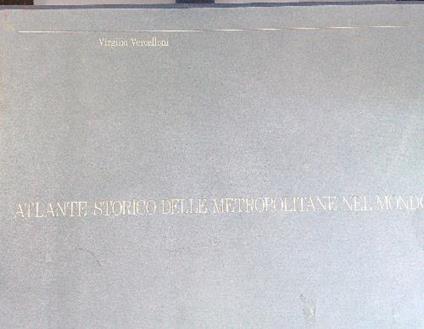 Virgilio Vercelloni
ATLANTE STORICO DELLE METROPOLITANE NEL MONDO